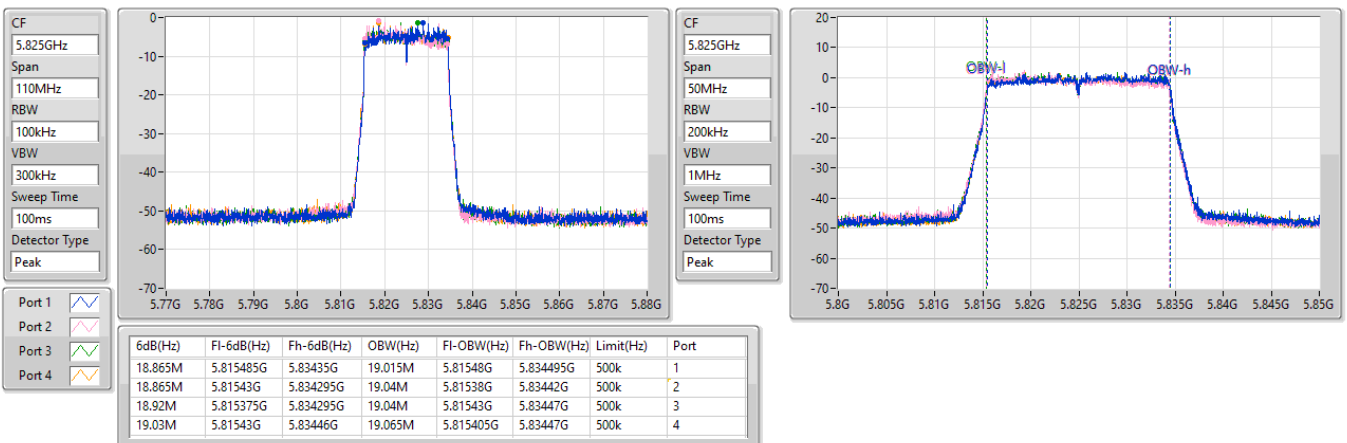 CF
5.825GHz
Span
110MHz
RBW
100kHz
VBW
300kHz
Sweep Time
100ms
Detector Type
Peak
0
-10
-20
-30
-40
-50
-60
-70
5.77G 5.78G 5.79G 5.8G 5.81G 5.82G 5.83G 5.84G 5.85G 5.86G 5.87G 5.88G
CF
5.825GHz
Span
50MHz
RBW
200kHz
VBW
1MHz
Sweep Time
100ms
Detector Type
Peak
20
10
0
-10
-20
-30
-40
-50
-60
-70
OBW-l OBW-h
5.8G 5.805G 5.81G 5.815G 5.82G 5.825G 5.83G 5.835G 5.84G 5.845G 5.85G
Port 1
Port 2
Port 3
Port 4
6dB(Hz) Fl-6dB(Hz) Fh-6dB(Hz) OBW(Hz) Fl-OBW(Hz) Fh-OBW(Hz) Limit(Hz) Port
18.865M 5.815485G 5.83435G 19.015M 5.81548G 5.834495G 500k 1
18.865M 5.81543G 5.834295G 19.04M 5.81538G 5.83442G 500k 2
18.92M 5.815375G 5.834295G 19.04M 5.81543G 5.83447G 500k 3
19.03M 5.81543G 5.83446G 19.065M 5.815405G 5.83447G 500k 4